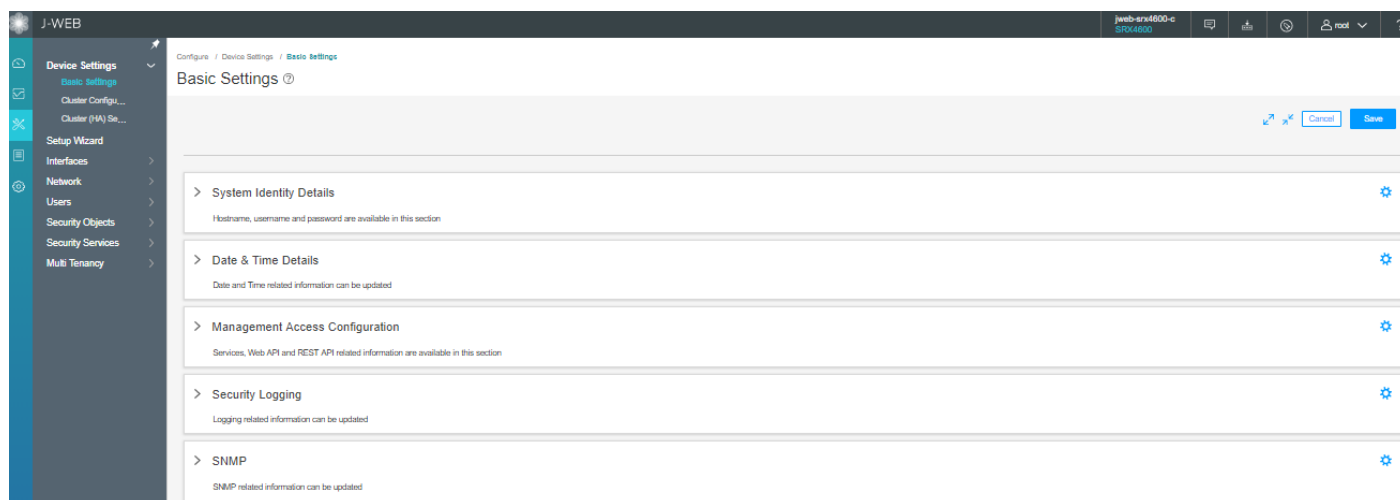 J-WEB
jweb-srx4600-c
SRX4600
root
Device Settings
Basic Settings
Cluster Configu...
Cluster (HA) Se...
Setup Wizard
Interfaces
Network
Users
Security Objects
Security Services
Multi Tenancy
Configure / Device Settings / Basic Settings
Basic Settings
Cancel
Save
System Identity Details
Hostname, username and password are available in this section
Date & Time Details
Date and Time related information can be updated
Management Access Configuration
Services, Web API and REST API related information are available in this section
Security Logging
Logging related information can be updated
SNMP
SNMP related information can be updated